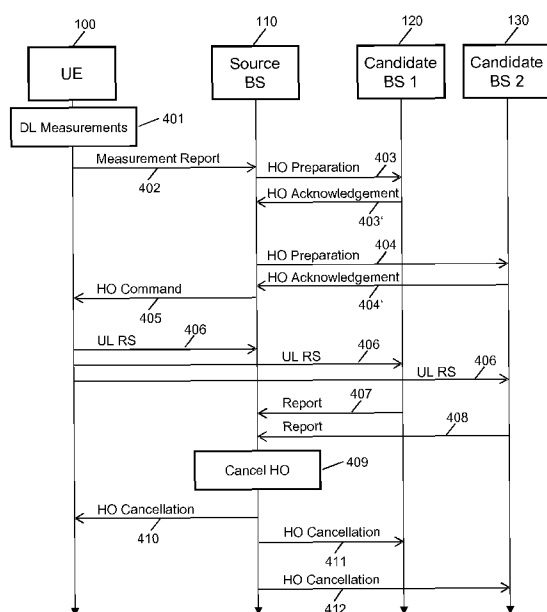 100
110
120
130
UE
Source
BS
Candidate
BS 1
Candidate
BS 2
DL Measurements
401
Measurement Report
402
HO Preparation
403
HO Acknowledgement
403'
HO Preparation
404
HO Acknowledgement
404'
HO Command
405
UL RS
406
UL RS
406
UL RS
406
Report
407
Report
408
Cancel HO
409
HO Cancellation
410
HO Cancellation
411
HO Cancellation
412